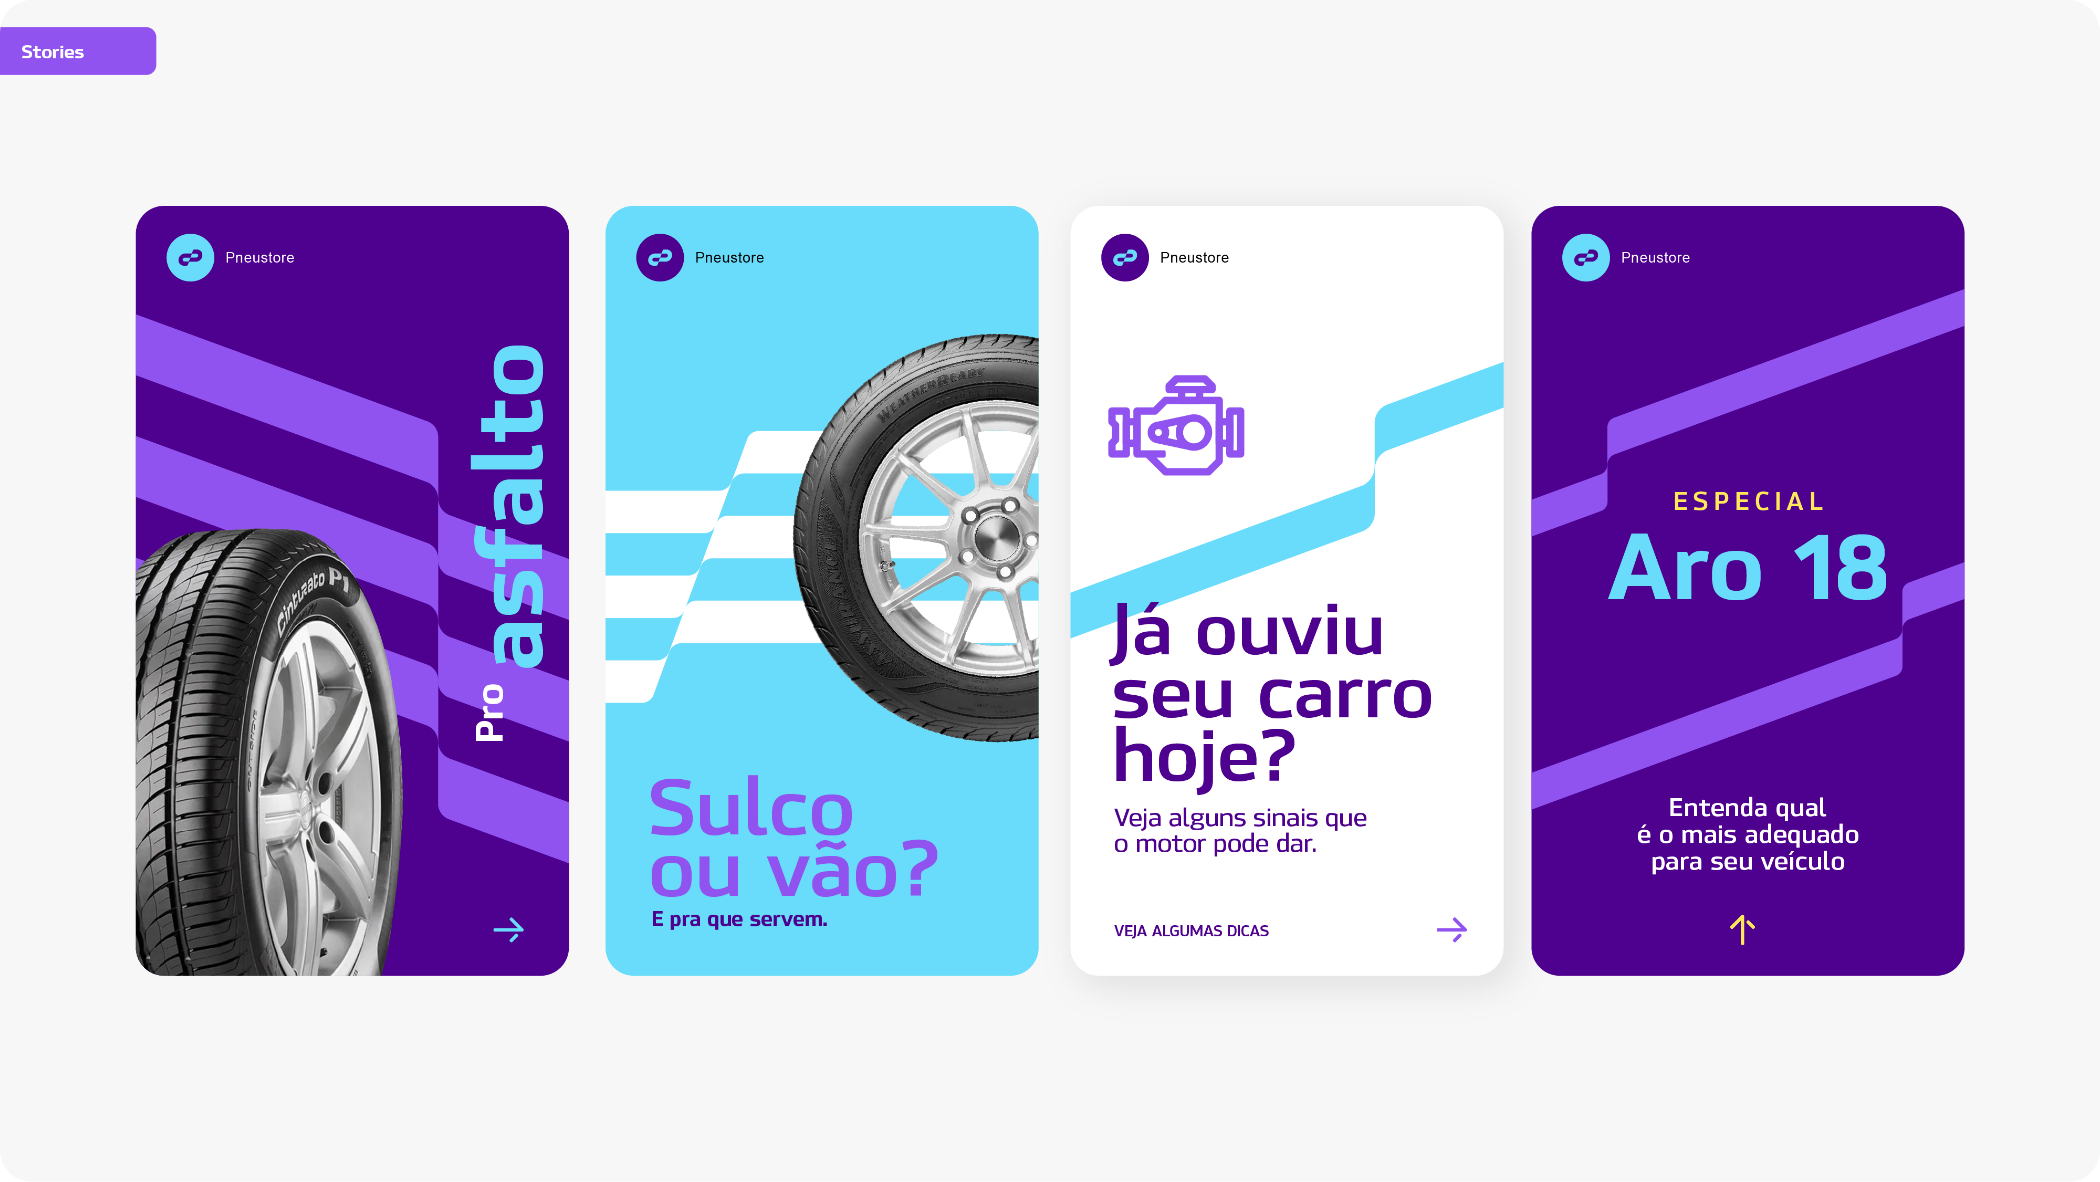 Stories
Pneustore
Pro asfalto
Cinturato P1
Pneustore
WEATHERREADY
Sulco
ou vão?
E pra que servem.
Pneustore
Já ouviu
seu carro
hoje?
Veja alguns sinais que
o motor pode dar.
VEJA ALGUMAS DICAS
Pneustore
ESPECIAL
Aro 18
Entenda qual
é o mais adequado
para seu veículo